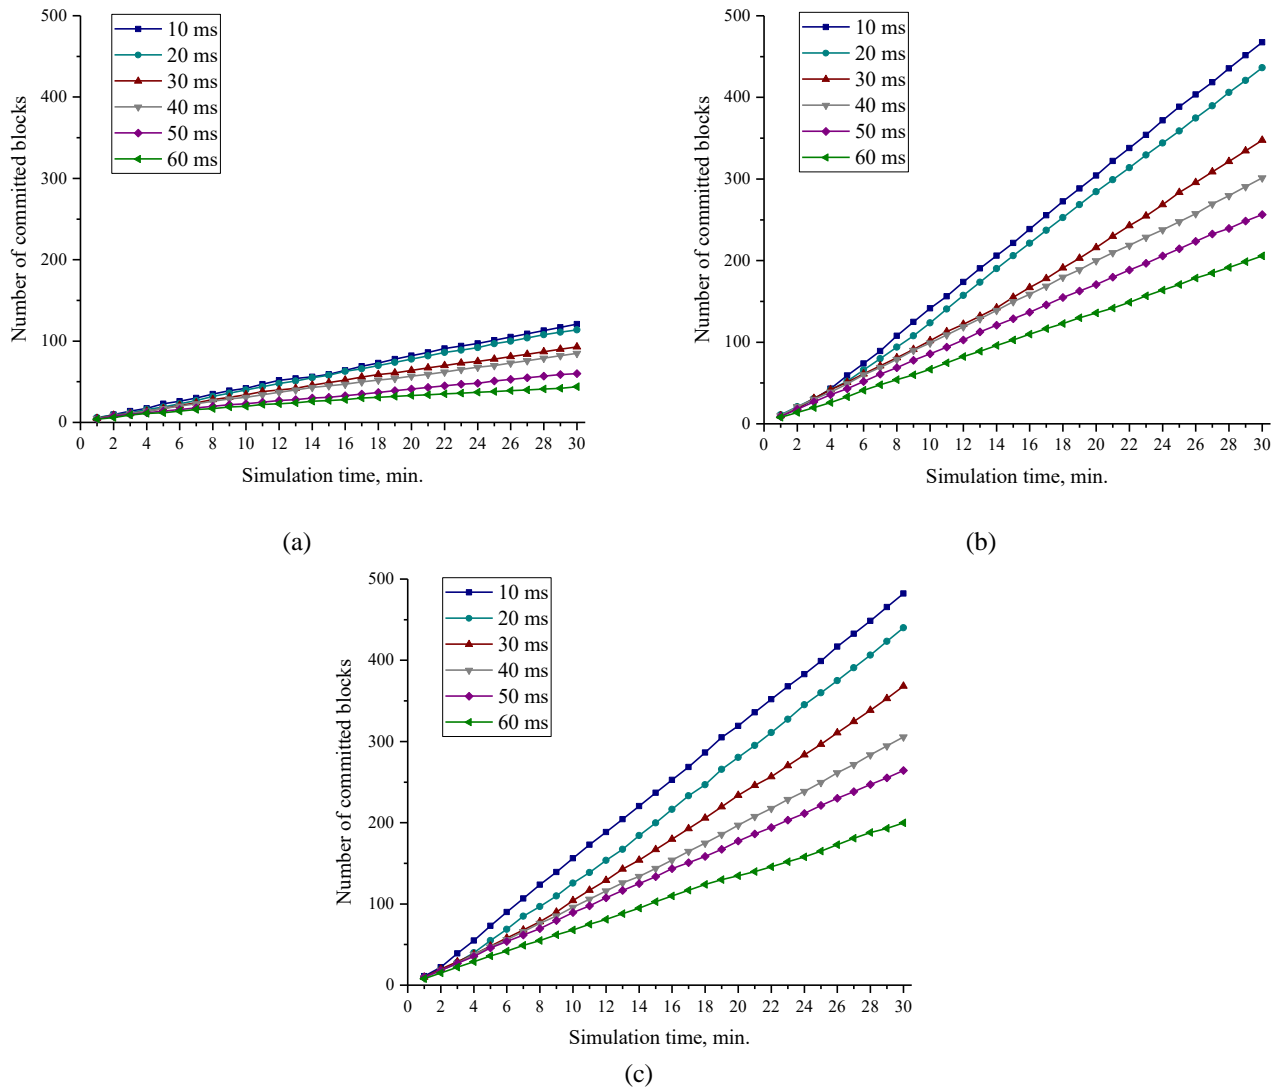 500
400
300
200
100
0
Number of committed blocks
10 ms
20 ms
30 ms
40 ms
50 ms
60 ms
0 2 4 6 8 10 12 14 16 18 20 22 24 26 28 30
Simulation time, min.
(a)
500
400
300
200
100
0
Number of committed blocks
10 ms
20 ms
30 ms
40 ms
50 ms
60 ms
0 2 4 6 8 10 12 14 16 18 20 22 24 26 28 30
Simulation time, min.
(b)
500
400
300
200
100
0
Number of committed blocks
10 ms
20 ms
30 ms
40 ms
50 ms
60 ms
0 2 4 6 8 10 12 14 16 18 20 22 24 26 28 30
Simulation time, min.
(c)